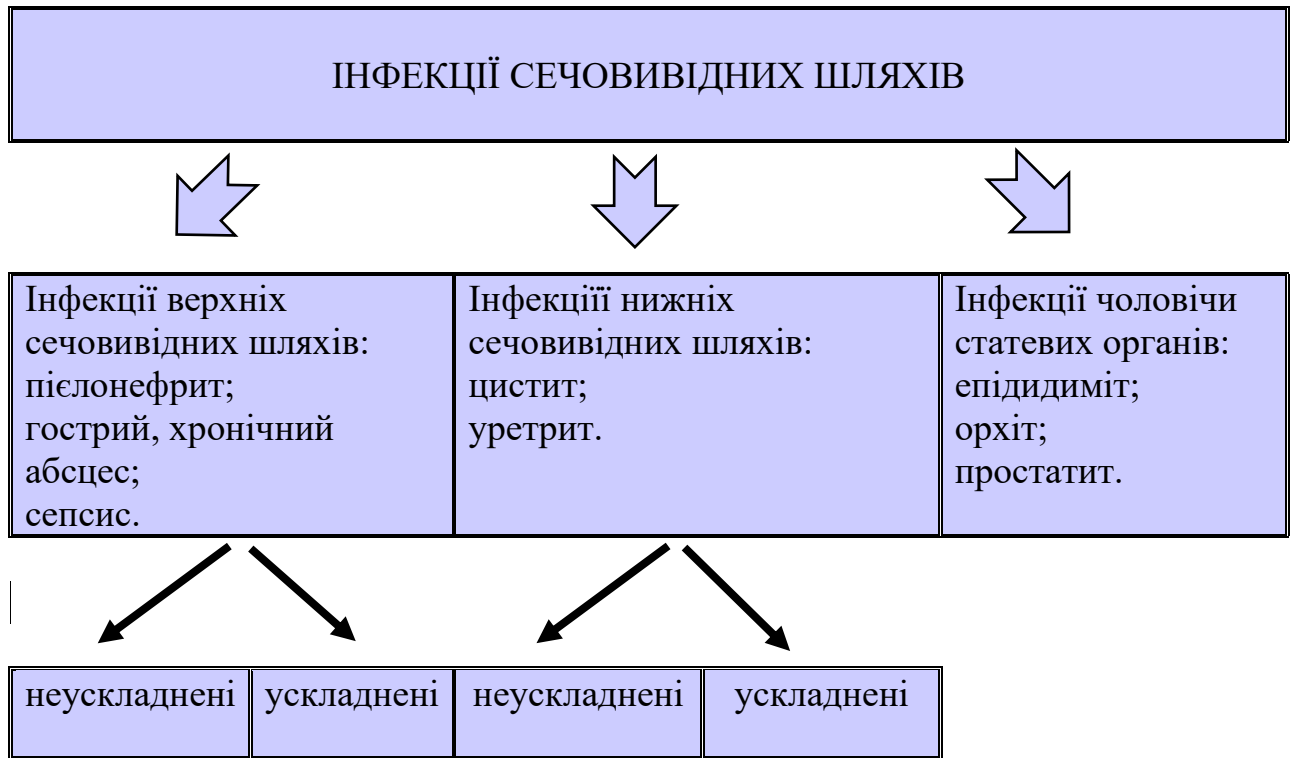 ІНФЕКЦІЇ СЕЧОВИВІДНИХ ШЛЯХІВ
Інфекції верхніх
сечовивідних шляхів:
пієлонефрит;
гострий, хронічний
абсцес;
сепсис.
Інфекціїї нижніх
сечовивідних шляхів:
цистит;
уретрит.
Інфекції чоловічи
статевих органів:
епідидиміт;
орхіт;
простатит.
неускладнені
ускладнені
неускладнені
ускладнені